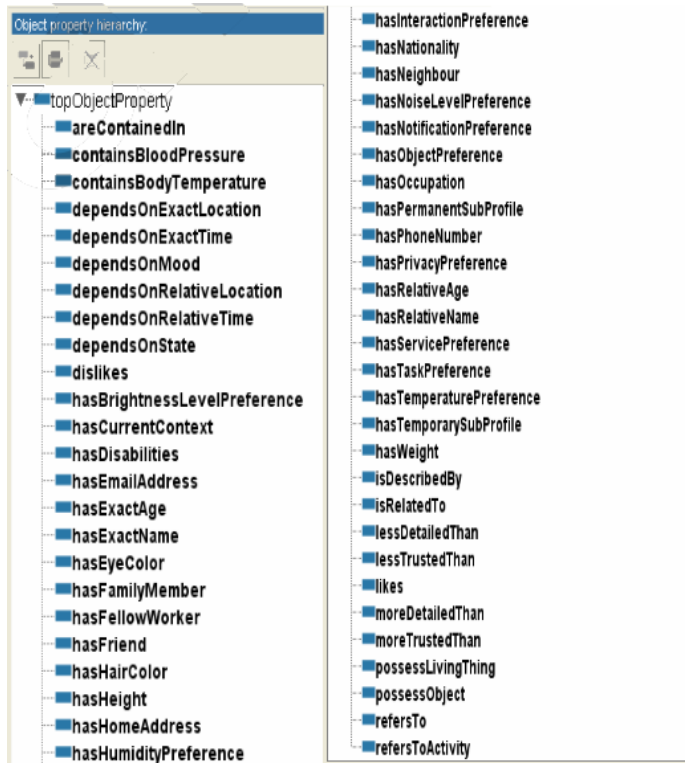 Object property hierarchy:
topObjectProperty
areContainedIn
containsBloodPressure
containsBodyTemperature
dependsOnExactLocation
dependsOnExactTime
dependsOnMood
dependsOnRelativeLocation
dependsOnRelativeTime
dependsOnState
dislikes
hasBrightnessLevelPreference
hasCurrentContext
hasDisabilities
hasEmailAddress
hasExactAge
hasExactName
hasEyeColor
hasFamilyMember
hasFellowWorker
hasFriend
hasHairColor
hasHeight
hasHomeAddress
hasHumidityPreference
hasInteractionPreference
hasNationality
hasNeighbour
hasNoiseLevelPreference
hasNotificationPreference
hasObjectPreference
hasOccupation
hasPermanentSubProfile
hasPhoneNumber
hasPrivacyPreference
hasRelativeAge
hasRelativeName
hasServicePreference
hasTaskPreference
hasTemperaturePreference
hasTemporarySubProfile
hasWeight
isDescribedBy
isRelatedTo
lessDetailedThan
lessTrustedThan
likes
moreDetailedThan
moreTrustedThan
possessLivingThing
possessObject
refersTo
refersToActivity